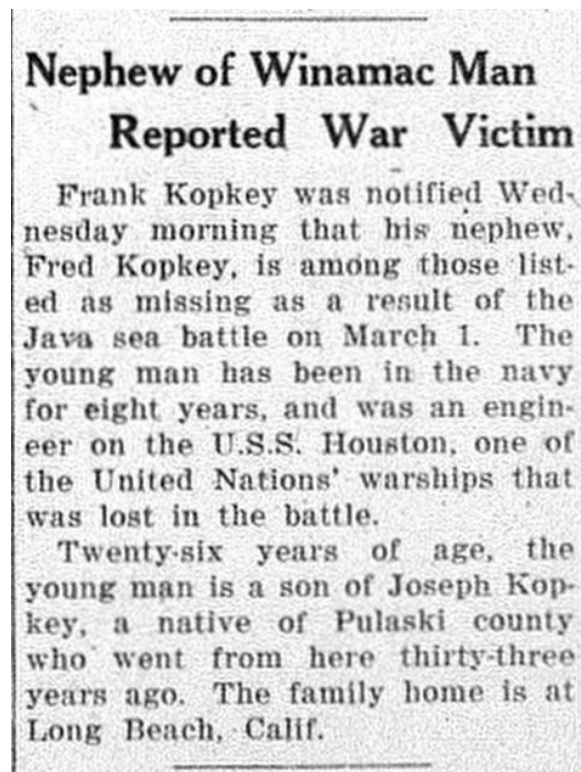 Nephew of Winamac Man
Reported War Victim
Frank Kopkey was notified Wed-
nesday morning that his nephew,
Fred Kopkey, is among those list-
ed as missing as a result of the
Java sea battle on March 1. The
young man has been in the navy
for eight years, and was an engin-
eer on the U.S.S. Houston, one of
the United Nations' warships that
was lost in the battle.
Twenty-six years of age, the
young man is a son of Joseph Kop-
key, a native of Pulaski county
who went from here thirty-three
years ago. The family home is at
Long Beach, Calif.